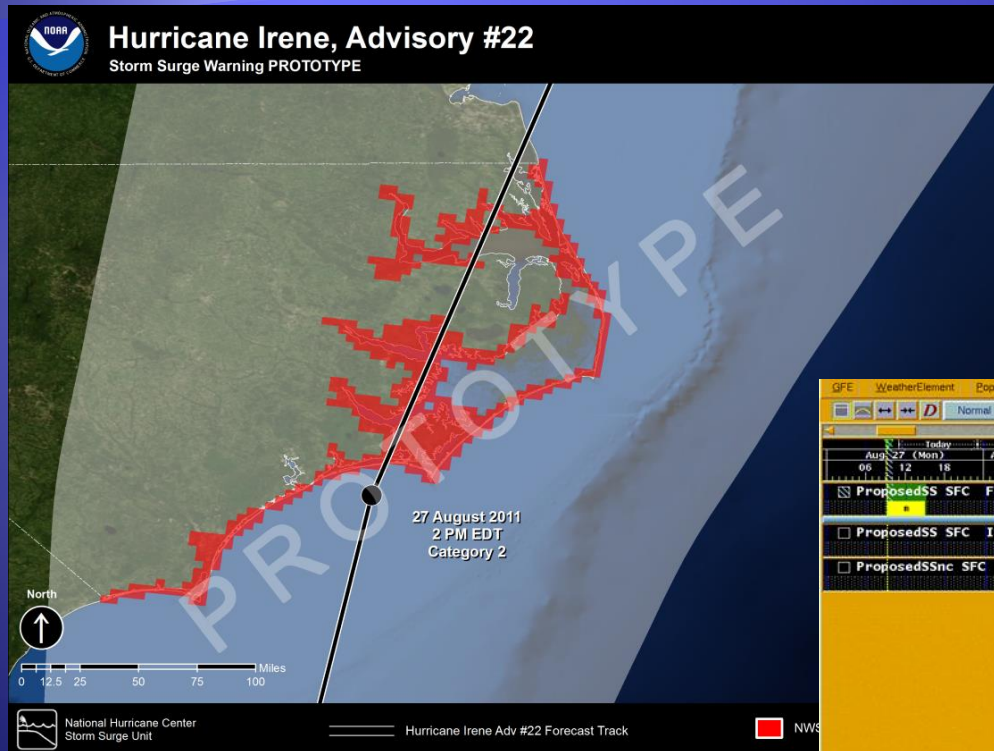 NOAA
Hurricane Irene, Advisory #22
Storm Surge Warning PROTOTYPE
PROTOTYPE
27 August 2011
2 PM EDT
Category 2
North
Miles
0 12.5 25 50 75 100
National Hurricane Center
Storm Surge Unit
Hurricane Irene Adv #22 Forecast Track
GFE WeatherElement
D Normal
Today
Aug 27 (Mon)
06 12 18
ProposedSS SFC
m
ProposedSS SFC
ProposedSSnc SFC